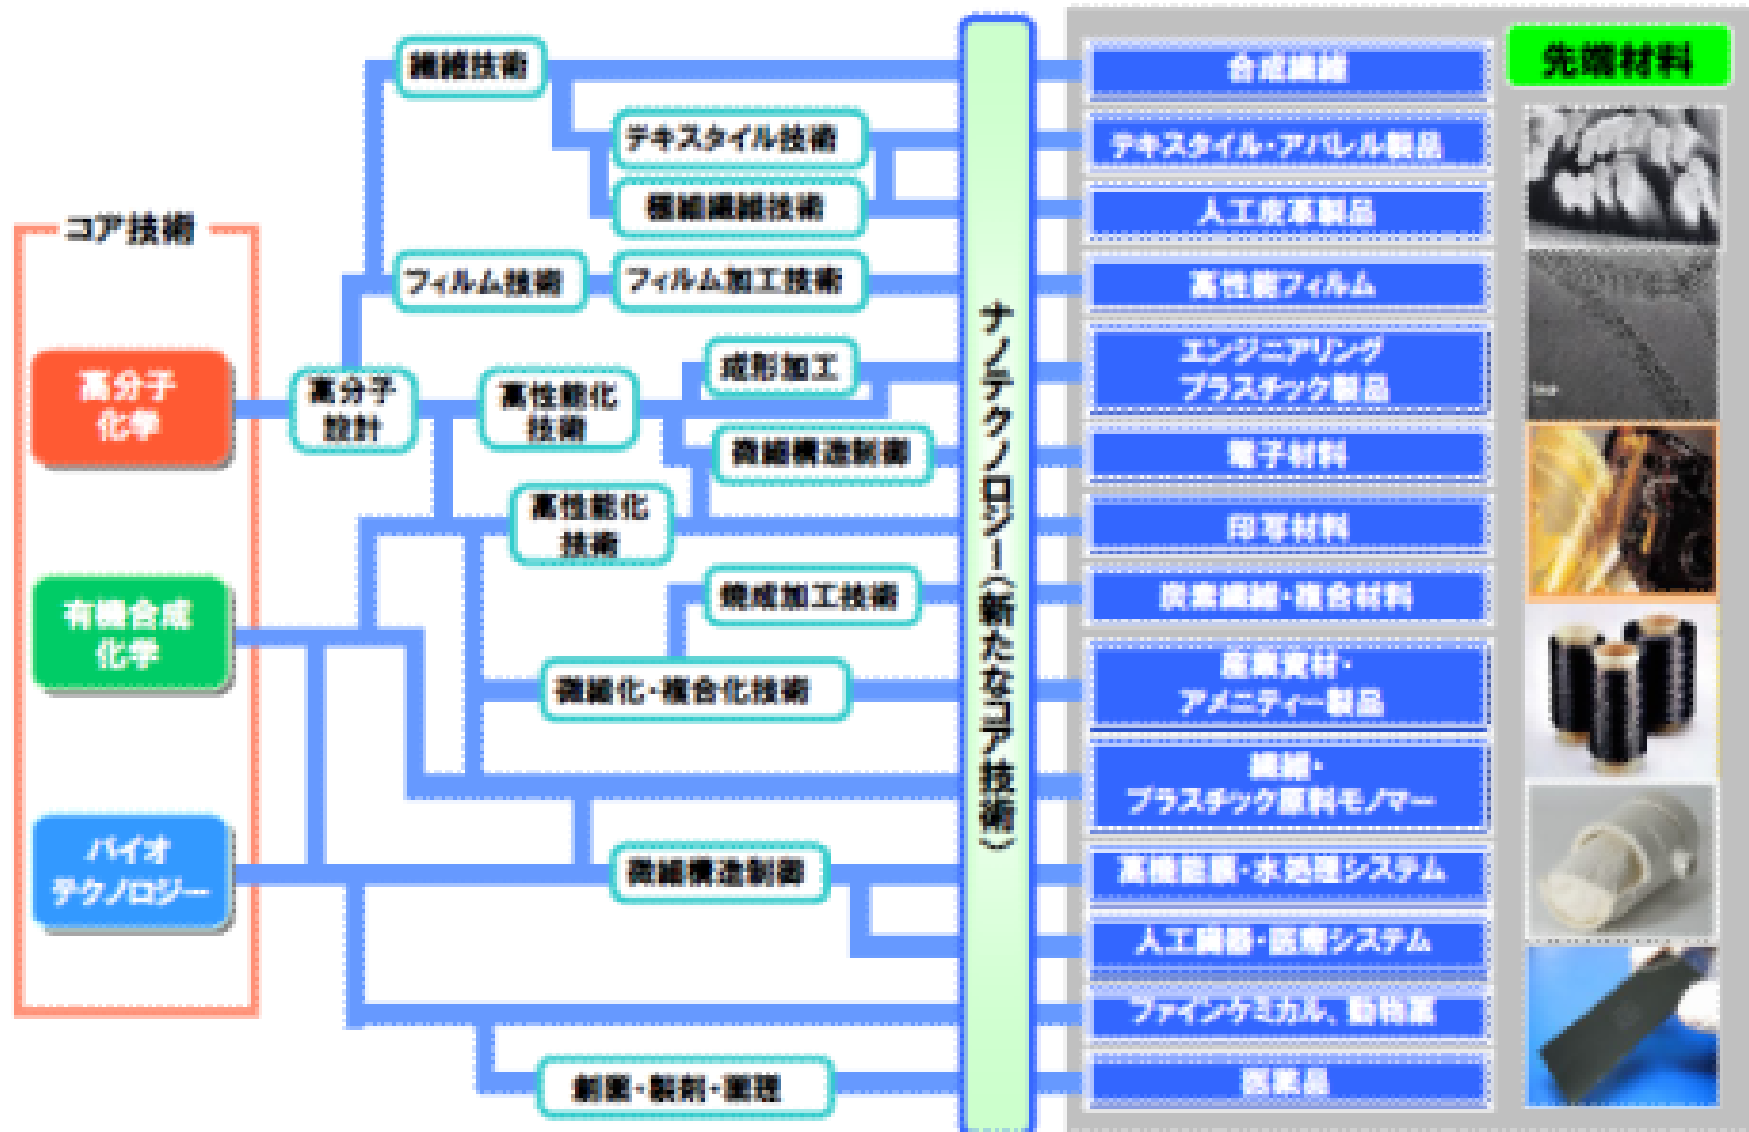 コア技術
高分子
化学
有機合成
化学
バイオ
テクノロジー
高分子
設計
繊維技術
テキスタイル技術
極細繊維技術
フィルム技術
フィルム加工技術
高性能化
技術
成形加工
微細構造制御
高性能化
技術
焼成加工技術
微細化・複合化技術
微細構造制御
創薬・製剤・薬理
ナノテクノロジー(新たなコア技術)
合成繊維
テキスタイル・アパレル製品
人工皮革製品
高性能フィルム
エンジニアリング
プラスチック製品
電子材料
印写材料
炭素繊維・複合材料
産業資材・
アメニティー製品
繊維・
プラスチック原料モノマー
高機能膜・水処理システム
人工臓器・医療システム
ファインケミカル、動物薬
医薬品
先端材料